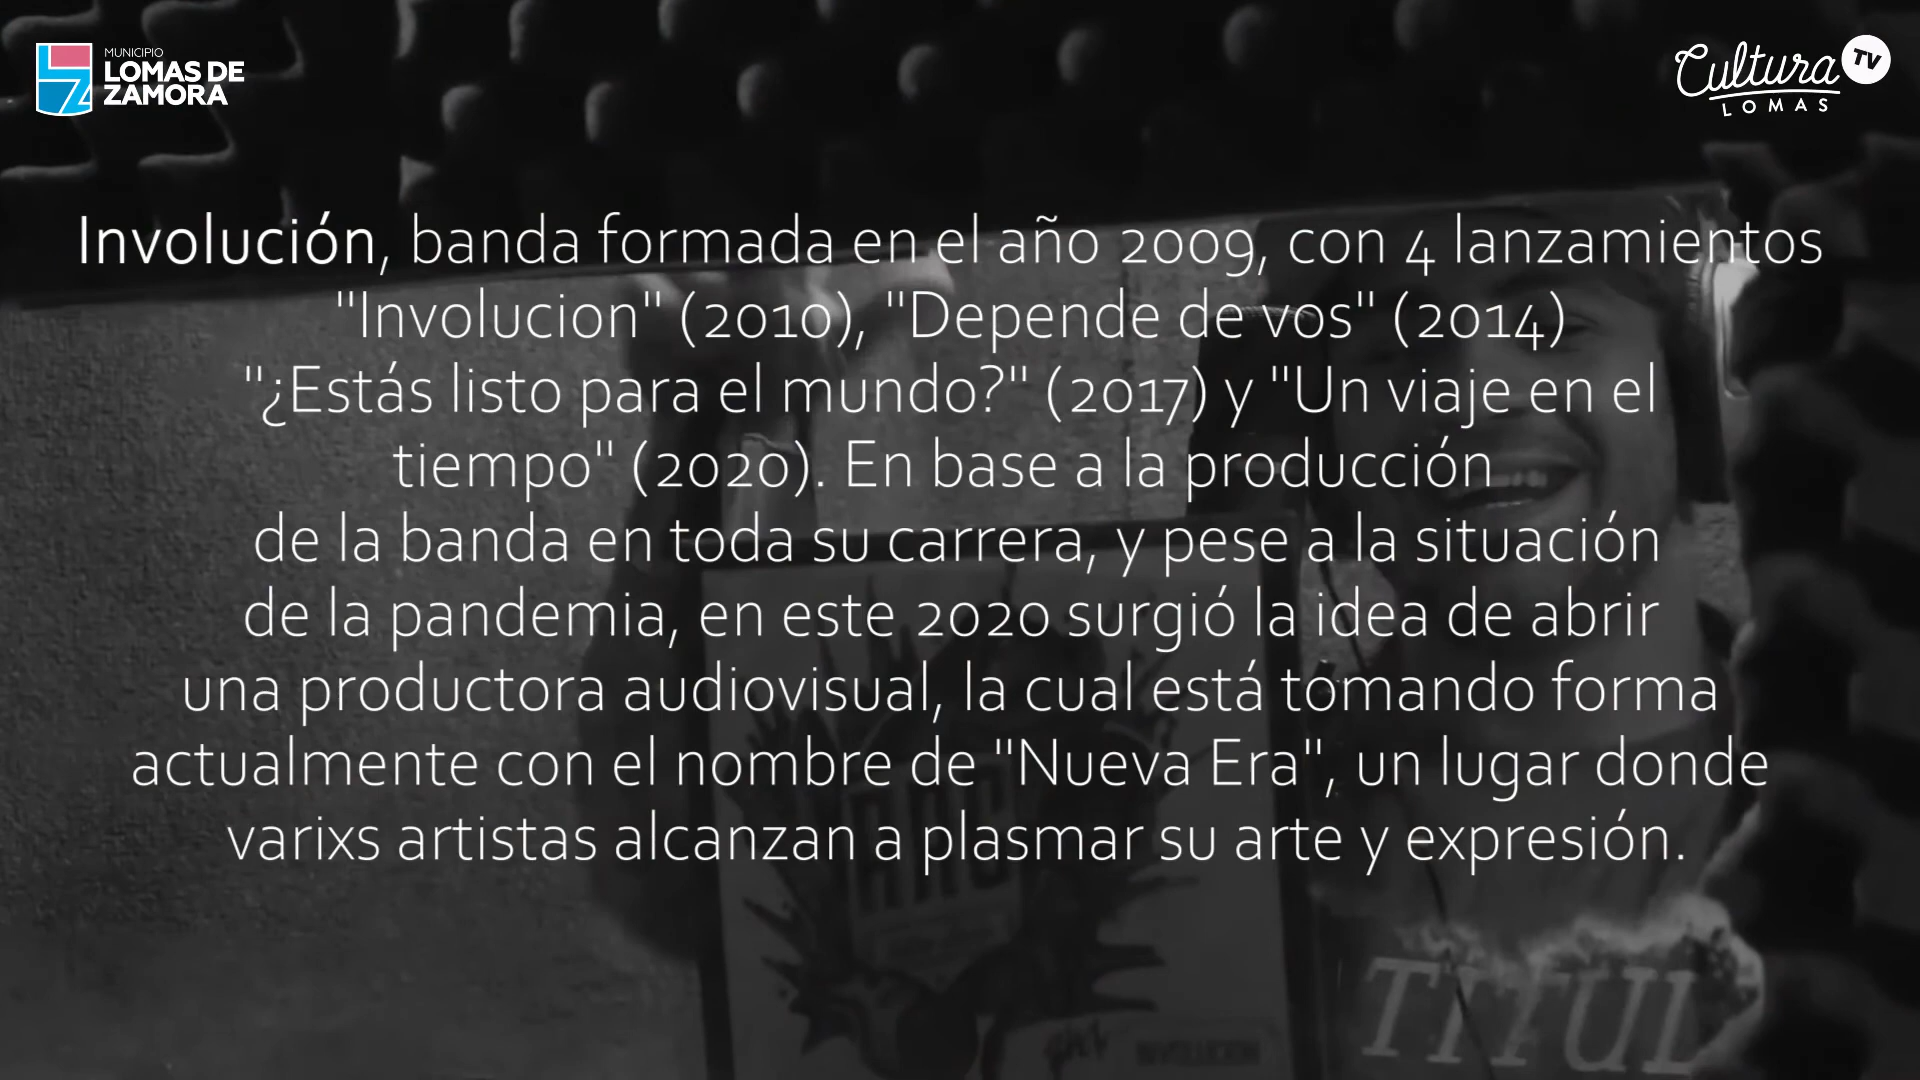 MUNICIPIO
LOMAS DE
ZAMORA
Cultura TV
LOMAS
Involución, banda formada en el año 2009, con 4 lanzamientos
"Involucion" (2010), "Depende de vos" (2014)
"¿Estás listo para el mundo?" (2017) y "Un viaje en el
tiempo" (2020). En base a la producción
de la banda en toda su carrera, y pese a la situación
de la pandemia, en este 2020 surgió la idea de abrir
una productora audiovisual, la cual está tomando forma
actualmente con el nombre de "Nueva Era", un lugar donde
varixs artistas alcanzan a plasmar su arte y expresión.